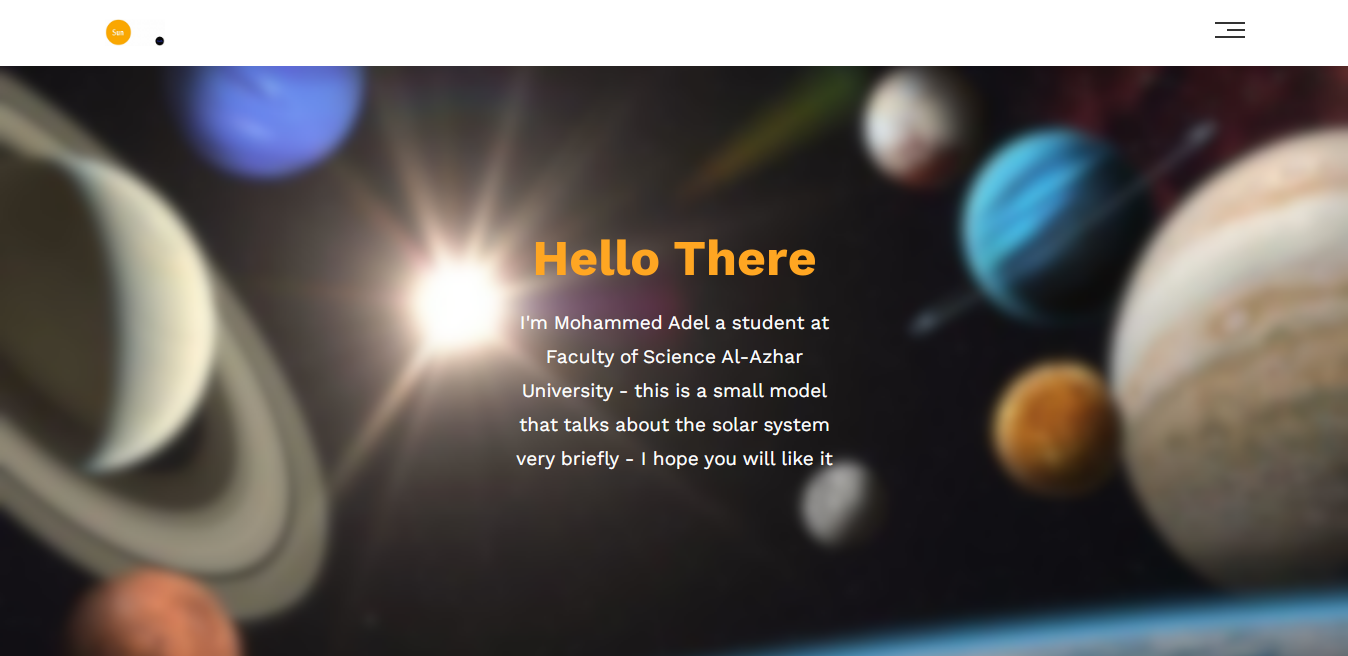 Sun
Hello There
I'm Mohammed Adel a student at
Faculty of Science Al-Azhar
University - this is a small model
that talks about the solar system
very briefly - I hope you will like it